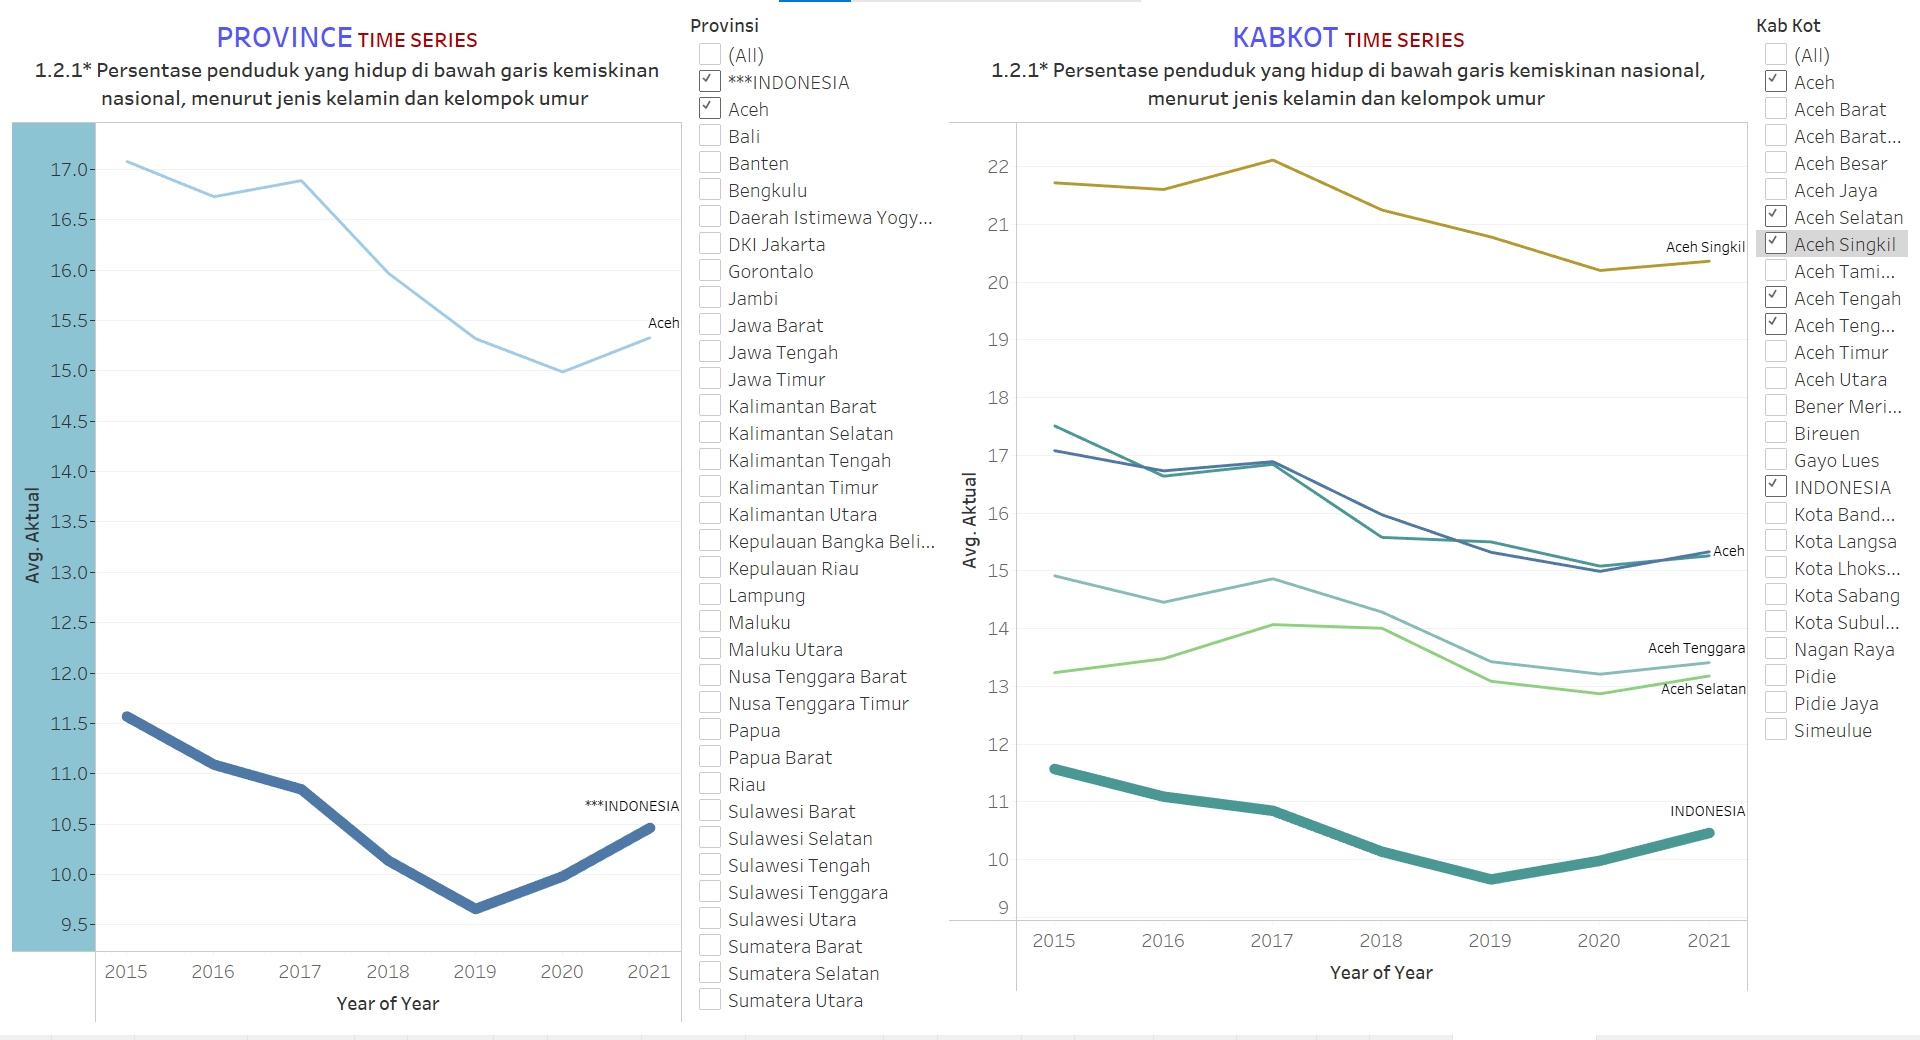 PROVINCE TIME SERIES
1.2.1* Persentase penduduk yang hidup di bawah garis kemiskinan
nasional, menurut jenis kelamin dan kelompok umur
17.0
16.5
16.0
15.5
15.0
14.5
14.0
13.5
13.0
12.5
12.0
11.5
11.0
10.5
10.0
9.5
Avg. Aktual
Aceh
***INDONESIA
2015 2016 2017 2018 2019 2020 2021
Year of Year
Provinsi
(All)
***INDONESIA
Aceh
Bali
Banten
Bengkulu
Daerah Istimewa Yogy...
DKI Jakarta
Gorontalo
Jambi
Jawa Barat
Jawa Tengah
Jawa Timur
Kalimantan Barat
Kalimantan Selatan
Kalimantan Tengah
Kalimantan Timur
Kalimantan Utara
Kepulauan Bangka Beli...
Kepulauan Riau
Lampung
Maluku
Maluku Utara
Nusa Tenggara Barat
Nusa Tenggara Timur
Papua
Papua Barat
Riau
Sulawesi Barat
Sulawesi Selatan
Sulawesi Tengah
Sulawesi Tenggara
Sulawesi Utara
Sumatera Barat
Sumatera Selatan
Sumatera Utara
KABKOT TIME SERIES
1.2.1* Persentase penduduk yang hidup di bawah garis kemiskinan nasional,
menurut jenis kelamin dan kelompok umur
22
21
20
19
18
17
16
15
14
13
12
11
10
9
Avg. Aktual
Aceh Singkil
Aceh
Aceh Tenggara
Aceh Selatan
INDONESIA
2015 2016 2017 2018 2019 2020 2021
Year of Year
Kab Kot
(All)
Aceh
Aceh Barat
Aceh Barat...
Aceh Besar
Aceh Jaya
Aceh Selatan
Aceh Singkil
Aceh Tami...
Aceh Tengah
Aceh Teng...
Aceh Timur
Aceh Utara
Bener Meri...
Bireuen
Gayo Lues
INDONESIA
Kota Band...
Kota Langsa
Kota Lhoks...
Kota Sabang
Kota Subul...
Nagan Raya
Pidie
Pidie Jaya
Simeulue